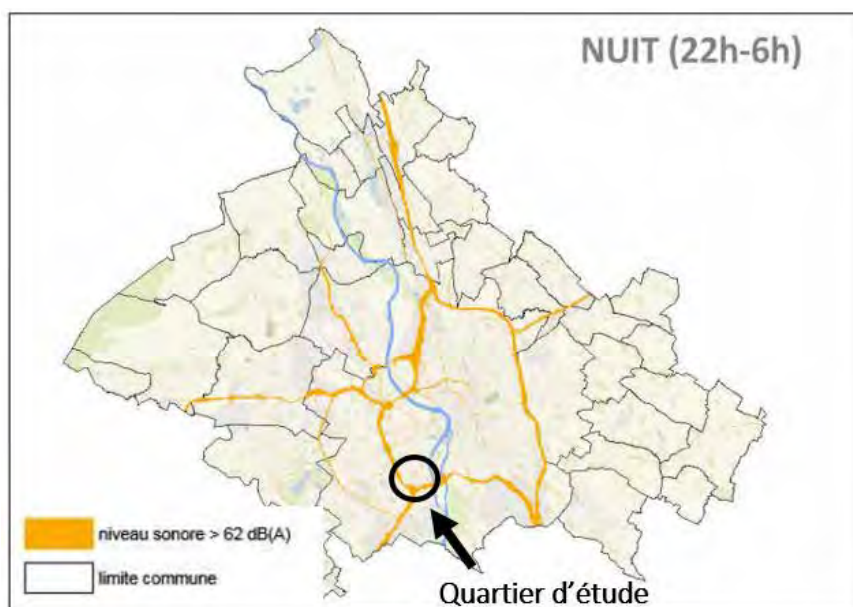 NUIT (22h-6h)
niveau sonore > 62 dB(A)
limite commune
Quartier d'étude